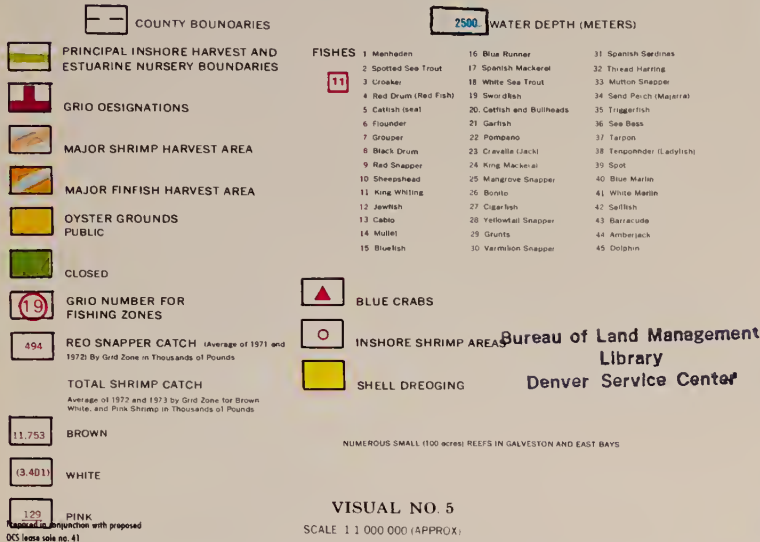 COUNTY BOUNDARIES
2500 WATER DEPTH (METERS)
PRINCIPAL INSHORE HARVEST AND
ESTUARINE NURSERY BOUNDARIES
GRID DESIGNATIONS
MAJOR SHRIMP HARVEST AREA
MAJOR FINFISH HARVEST AREA
OYSTER GROUNDS
PUBLIC
CLOSED
19 GRID NUMBER FOR
FISHING ZONES
494 RED SNAPPER CATCH (Average of 1971 and
1972) By Grid Zone in Thousands of Pounds
TOTAL SHRIMP CATCH
Average of 1972 and 1973 by Grid Zone for Brown
White, and Pink Shrimp in Thousands of Pounds
11,753 BROWN
(3,401) WHITE
129 PINK
Prepared in conjunction with proposed
OCS lease sale no. 41
FISHES
11
1 Menhaden
2 Spotted Sea Trout
3 Croaker
4 Red Drum (Red Fish)
5 Catfish (sea)
6 Flounder
7 Grouper
8 Black Drum
9 Red Snapper
10 Sheepshead
11 King Whiting
12 Jewfish
13 Cabio
14 Mullet
15 Bluefish
16 Blue Runner
17 Spanish Mackerel
18 White Sea Trout
19 Swordfish
20. Catfish and Bullheads
21 Garfish
22 Pompano
23 Cravalle (Jack)
24 King Mackerel
25 Mangrove Snapper
26 Bonito
27 Cigarfish
28 Yellowtail Snapper
29 Grunts
30 Vermilion Snapper
31 Spanish Sardines
32 Thread Herring
33 Mutton Snapper
34 Sand Perch (Majarra)
35 Triggerfish
36 Sea Bass
37 Tarpon
38 Tenpounder (Ladyfish)
39 Spot
40 Blue Marlin
41 White Marlin
42 Sailfish
43 Barracuda
44 Amberjack
45 Dolphin
BLUE CRABS
INSHORE SHRIMP AREAS
SHELL DREDGING
Bureau of Land Management
Library
Denver Service Center
NUMEROUS SMALL (100 acres) REEFS IN GALVESTON AND EAST BAYS
VISUAL NO. 5
SCALE 1:1 000 000 (APPROX)